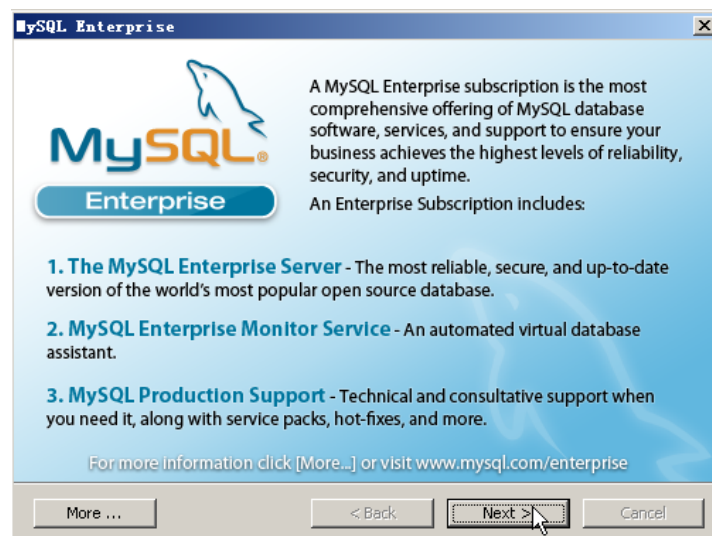 MySQL Enterprise
MySQL®
Enterprise
A MySQL Enterprise subscription is the most
comprehensive offering of MySQL database
software, services, and support to ensure your
business achieves the highest levels of reliability,
security, and uptime.
An Enterprise Subscription includes:
1. The MySQL Enterprise Server - The most reliable, secure, and up-to-date
version of the world's most popular open source database.
2. MySQL Enterprise Monitor Service - An automated virtual database
assistant.
3. MySQL Production Support - Technical and consultative support when
you need it, along with service packs, hot-fixes, and more.
For more information click [More...] or visit www.mysql.com/enterprise
More ...
< Back
Next >
Cancel